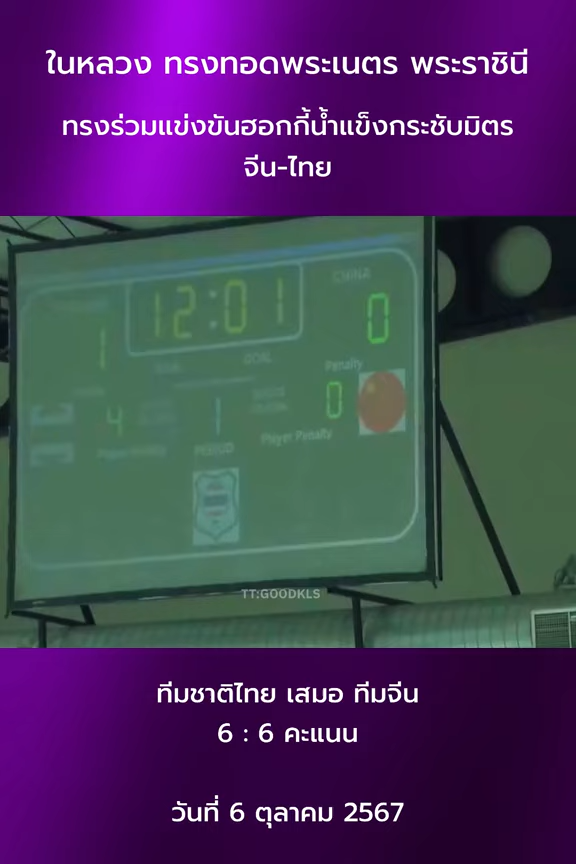 ในหลวง ทรงทอดพระเนตร พระราชินี
ทรงร่วมแข่งขันฮอกกี้น้ำแข็งกระชับมิตร
จีน-ไทย
12:01
CHINA
1
0
GOAL
Penalty
4
1
0
PERIOD
Player Penalty
TT:GOODKLS
ทีมชาติไทย เสมอ ทีมจีน
6 : 6 คะแนน
วันที่ 6 ตุลาคม 2567